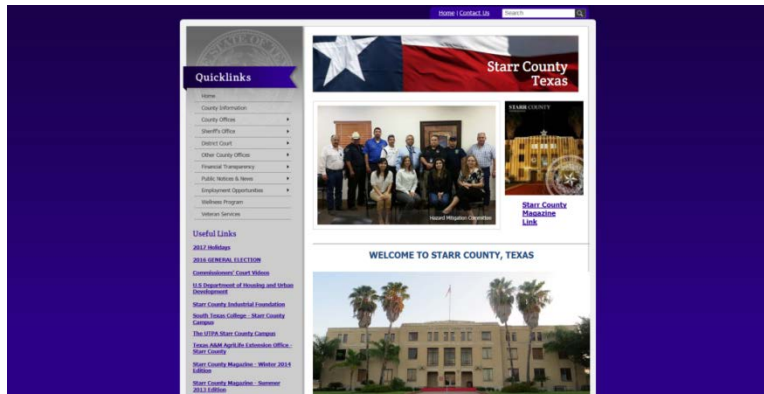 Home | Contact Us
Search
Quicklinks
Home
County Information
County Offices
Sheriff's Office
District Court
Other County Offices
Financial Transparency
Public Notices & News
Employment Opportunities
Wellness Program
Veteran Services
Useful Links
2017 Holidays
2016 GENERAL ELECTION
Commissioners' Court Videos
U.S Department of Housing and Urban
Development
Starr County Industrial Foundation
South Texas College - Starr County
Campus
The UTPA Starr County Campus
Texas A&M AgriLife Extension Office -
Starr County
Starr County Magazine - Winter 2014
Edition
Starr County Magazine - Summer
2013 Edition
Starr County
Texas
Hazard Mitigation Committee
STARR COUNTY
Starr County
Magazine
Link
WELCOME TO STARR COUNTY, TEXAS